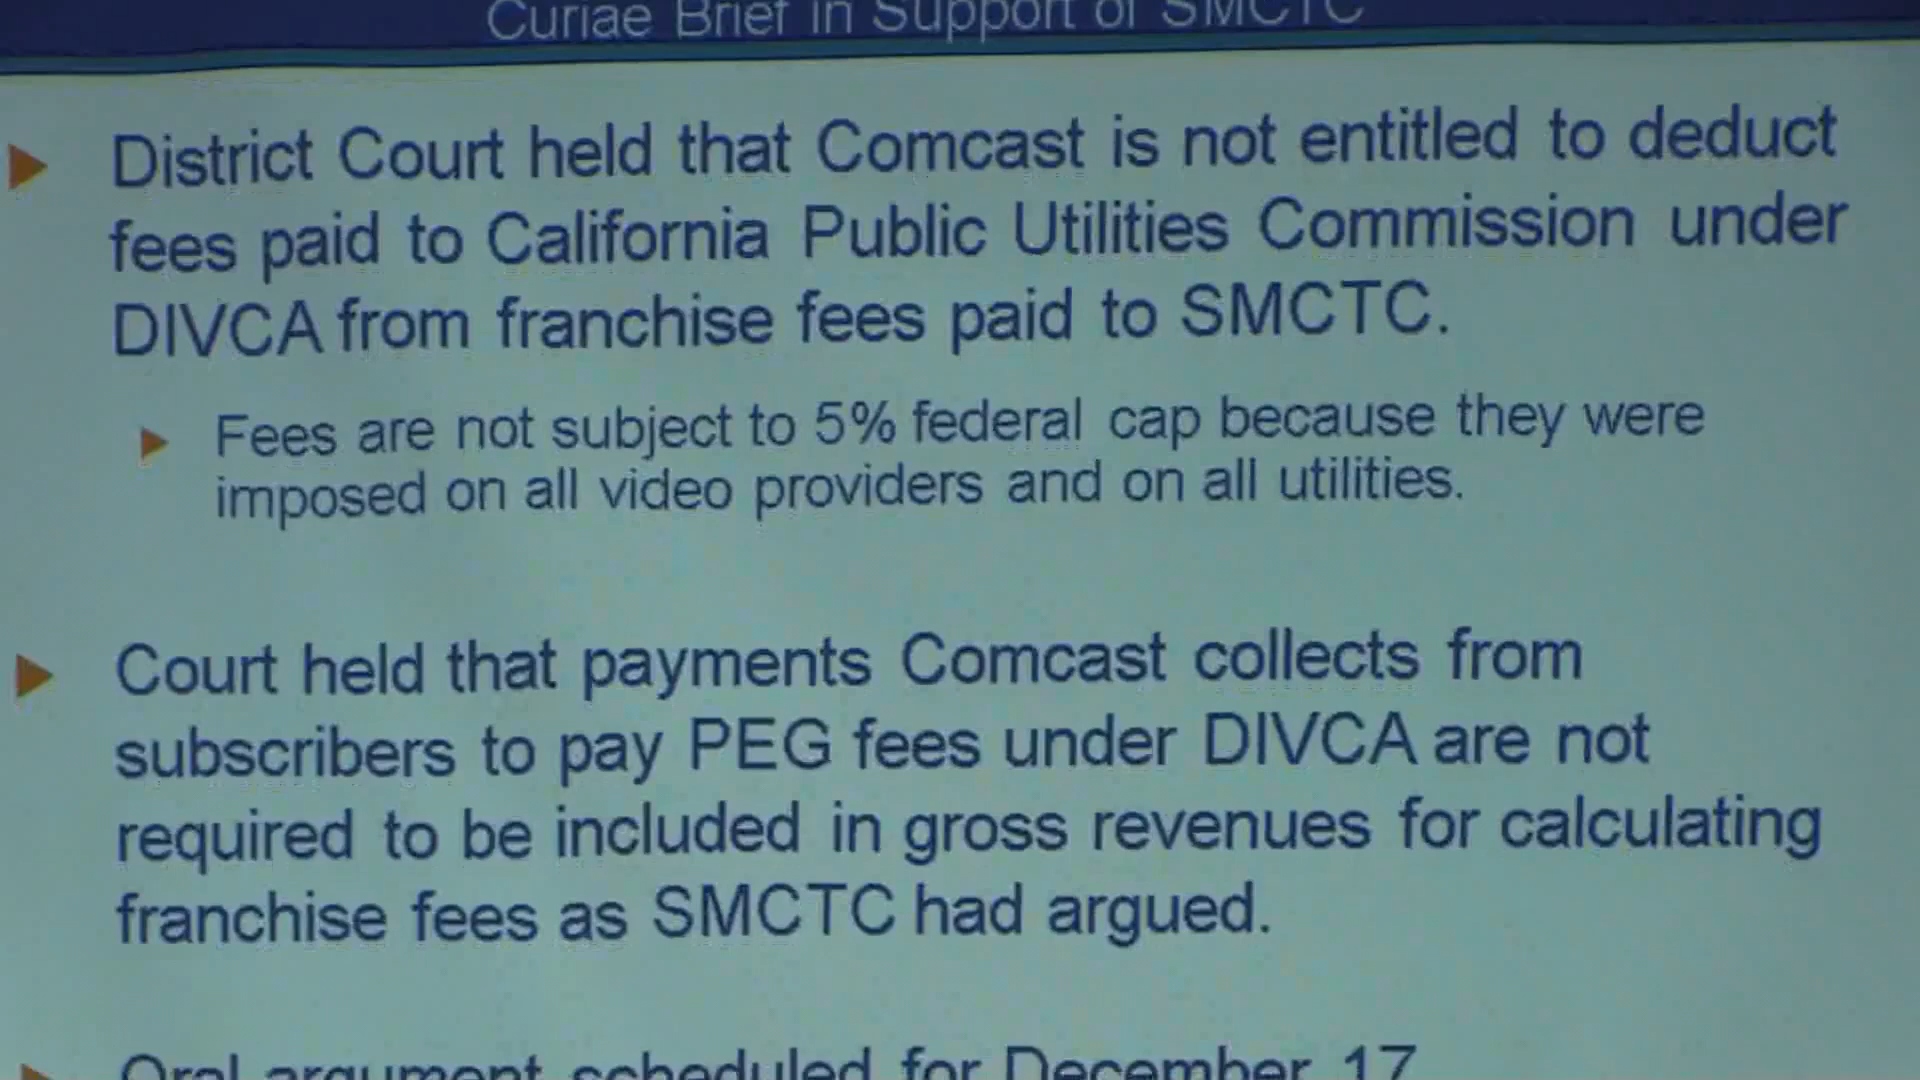 Curiae Brief in Support of SMCTC
District Court held that Comcast is not entitled to deduct
fees paid to California Public Utilities Commission under
DIVCA from franchise fees paid to SMCTC.
Fees are not subject to 5% federal cap because they were
imposed on all video providers and on all utilities.
Court held that payments Comcast collects from
subscribers to pay PEG fees under DIVCA are not
required to be included in gross revenues for calculating
franchise fees as SMCTC had argued.
Oral argument scheduled for December 17